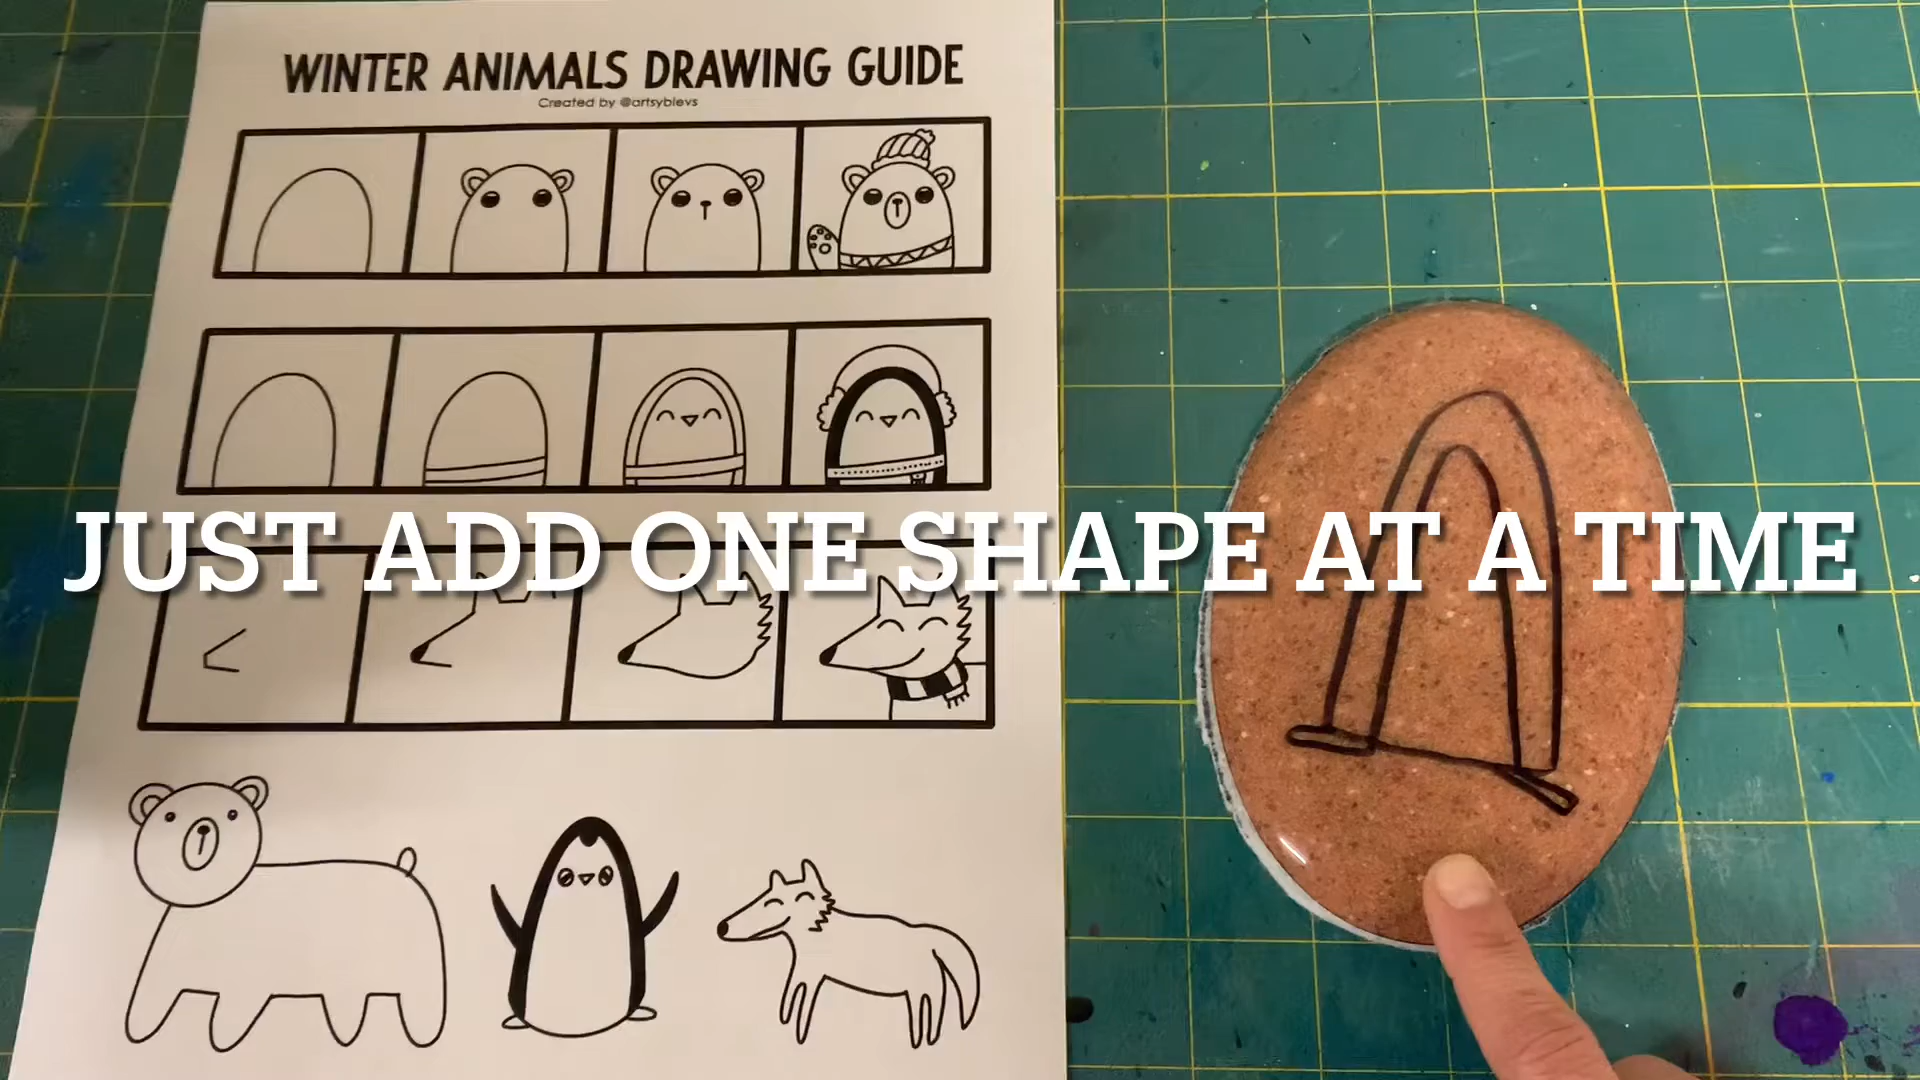 WINTER ANIMALS DRAWING GUIDE
Created by @artsyblevs
JUST ADD ONE SHAPE AT A TIME